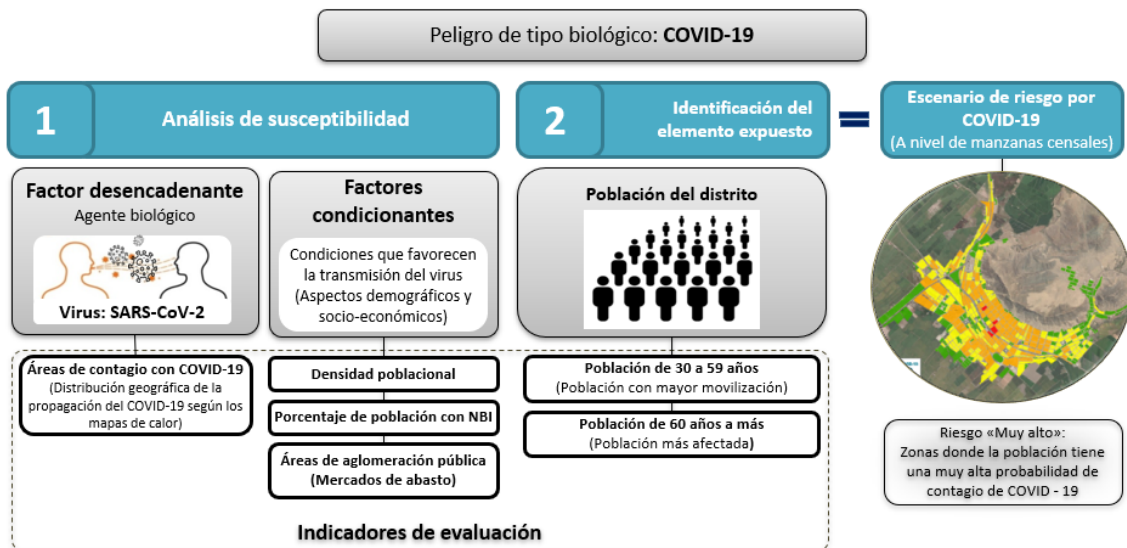 Peligro de tipo biológico: COVID-19
1
Análisis de susceptibilidad
2
Identificación del
elemento expuesto
=
Escenario de riesgo por
COVID-19
(A nivel de manzanas censales)
Factor desencadenante
Agente biológico
Virus: SARS-CoV-2
Factores
condicionantes
Condiciones que favorecen
la transmisión del virus
(Aspectos demográficos y
socio-económicos)
Población del distrito
Áreas de contagio con COVID-19
(Distribución geográfica de la
propagación del COVID-19 según los
mapas de calor)
Densidad poblacional
Porcentaje de población con NBI
Áreas de aglomeración pública
(Mercados de abasto)
Población de 30 a 59 años
(Población con mayor movilización)
Población de 60 años a más
(Población más afectada)
Riesgo «Muy alto»:
Zonas donde la población tiene
una muy alta probabilidad de
contagio de COVID - 19
Indicadores de evaluación